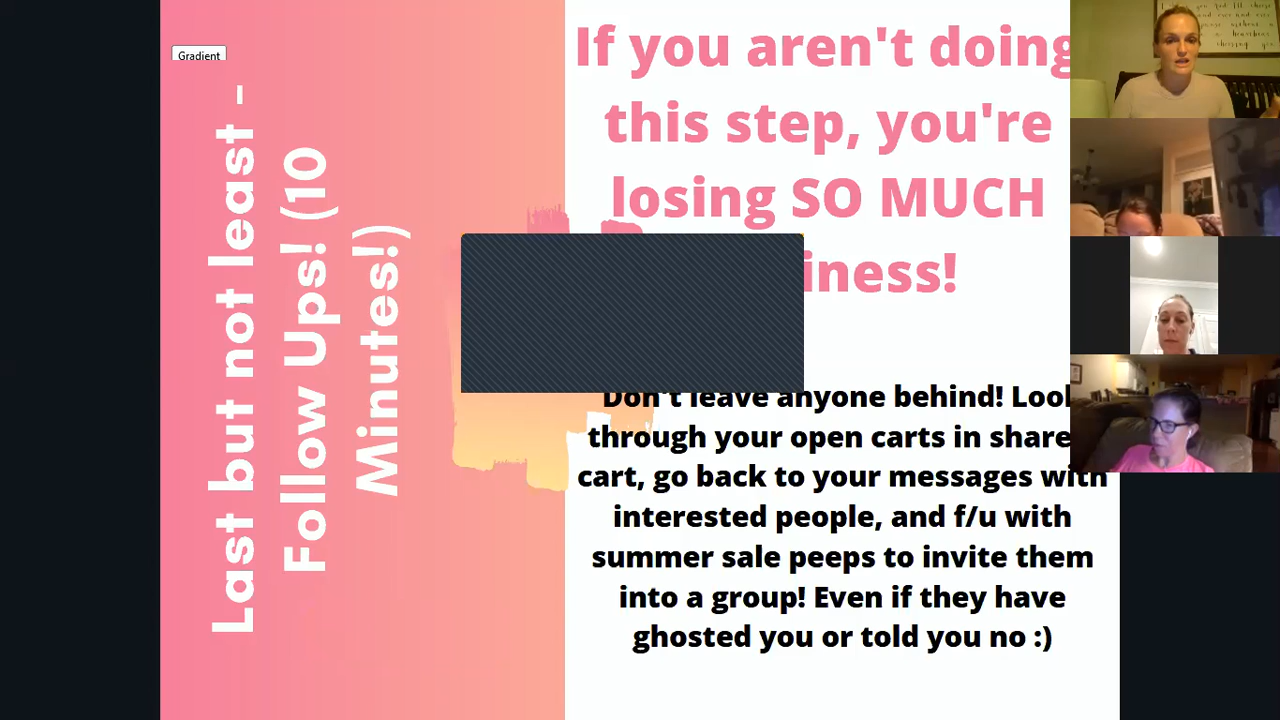 Gradient
Last but not least –
Follow Ups! (10
Minutes!)
If you aren't doing
this step, you're
losing SO MUCH
iness!
Don't leave anyone behind! Look
through your open carts in share
cart, go back to your messages with
interested people, and f/u with
summer sale peeps to invite them
into a group! Even if they have
ghosted you or told you no :)